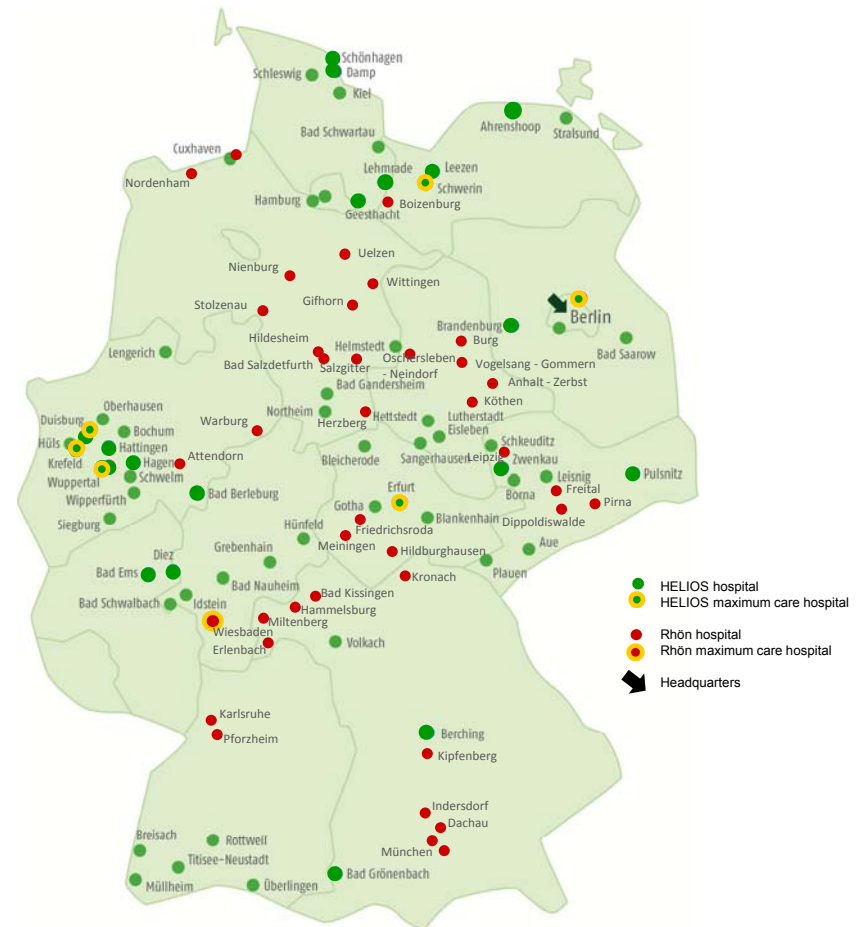 Schönhagen
Damp
Schleswig
Kiel
Ahrenshoop
Stralsund
Bad Schwartau
Cuxhaven
Nordenham
Lehmrade
Leezen
Schwerin
Hamburg
Geesthacht
Boizenburg
Uelzen
Nienburg
Wittingen
Stolzenau
Gifhorn
Berlin
Brandenburg
Burg
Bad Saarow
Hildesheim
Helmstedt
Lengerich
Bad Salzdetfurth
Salzgitter
Oschersleben
- Neindorf
Vogelsang - Gommern
Anhalt - Zerbst
Bad Gandersheim
Köthen
Oberhausen
Duisburg
Northeim
Herzberg
Hettstedt
Lutherstadt
Eisleben
Warburg
Bochum
Hüls
Hattingen
Krefeld
Hagen
Attendorn
Bleicherode
Sangerhausen
Schkeuditz
Leipzig
Zwenkau
Wuppertal
Schwelm
Wipperfürth
Bad Berleburg
Leisnig
Pulsnitz
Borna
Freital
Pirna
Erfurt
Gotha
Siegburg
Blankenhain
Dippoldiswalde
Friedrichsroda
Hünfeld
Meiningen
Hildburghausen
Aue
Plauen
Grebenhain
Diez
Bad Ems
Bad Nauheim
Kronach
Bad Schwalbach
Idstein
Bad Kissingen
Hammelsburg
Miltenberg
Wiesbaden
Erlenbach
Volkach
HELIOS hospital
HELIOS maximum care hospital
Rhön hospital
Rhön maximum care hospital
Headquarters
Karlsruhe
Pforzheim
Berching
Kipfenberg
Indersdorf
Dachau
München
Breisach
Rottweil
Titisee-Neustadt
Müllheim
Überlingen
Bad Grönenbach